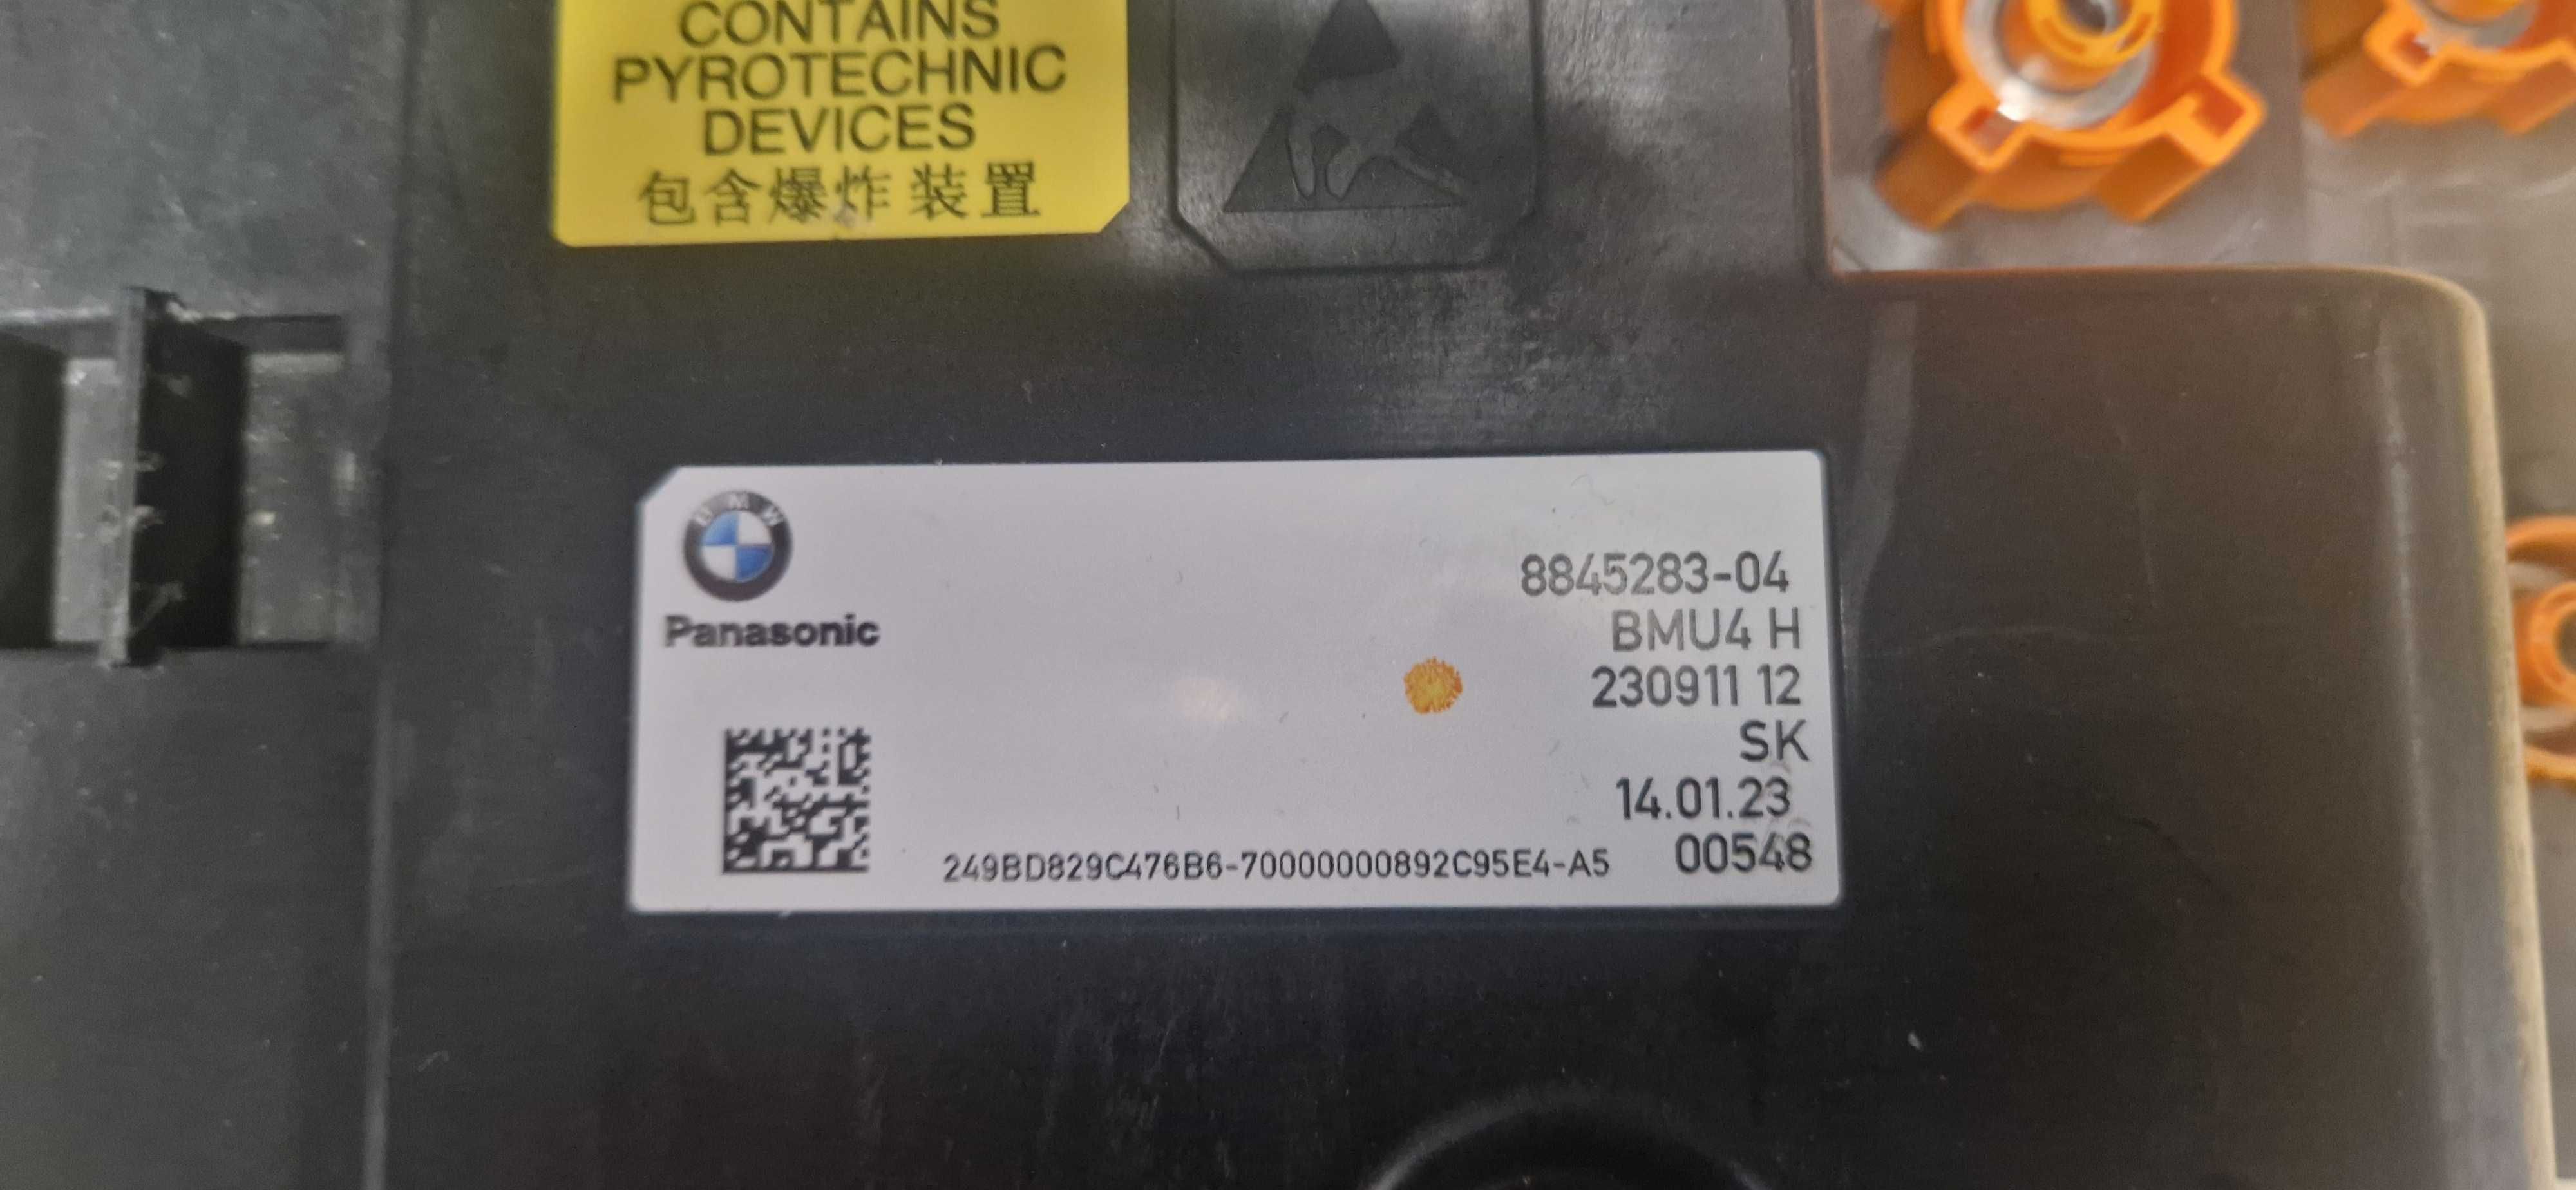 CONTAINS
PYROTECHNIC
DEVICES
包含爆炸装置
BMW
Panasonic
8845283-04
BMU4 H
230911 12
SK
14.01.23
00548
249BD829C476B6-70000000892C95E4-A5